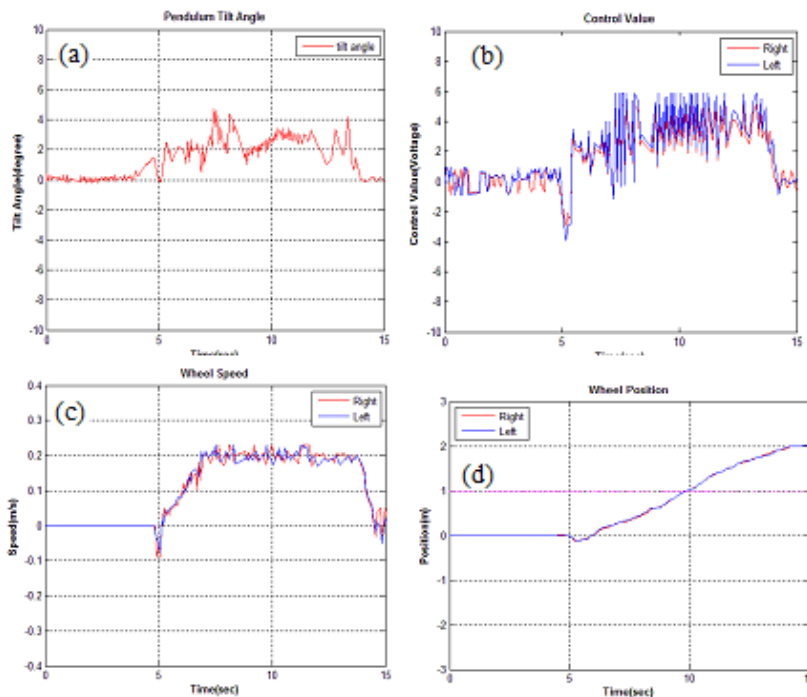 Pendulum Tilt Angle
(a)
tilt angle
Tilt Angle(degree)
10
8
6
4
2
0
-2
-4
-6
-8
-10
0
5
10
15
Time(sec)
Control Value
(b)
Right
Left
Control Value(Voltage)
10
8
6
4
2
0
-2
-4
-6
-8
-10
0
5
10
15
Time(sec)
Wheel Speed
(c)
Right
Left
Speed(m/s)
0.4
0.3
0.2
0.1
0
-0.1
-0.2
-0.3
-0.4
0
5
10
15
Time(sec)
Wheel Position
Right
Left
(d)
Position(m)
3
2
1
0
-1
-2
-3
0
5
10
Time(sec)